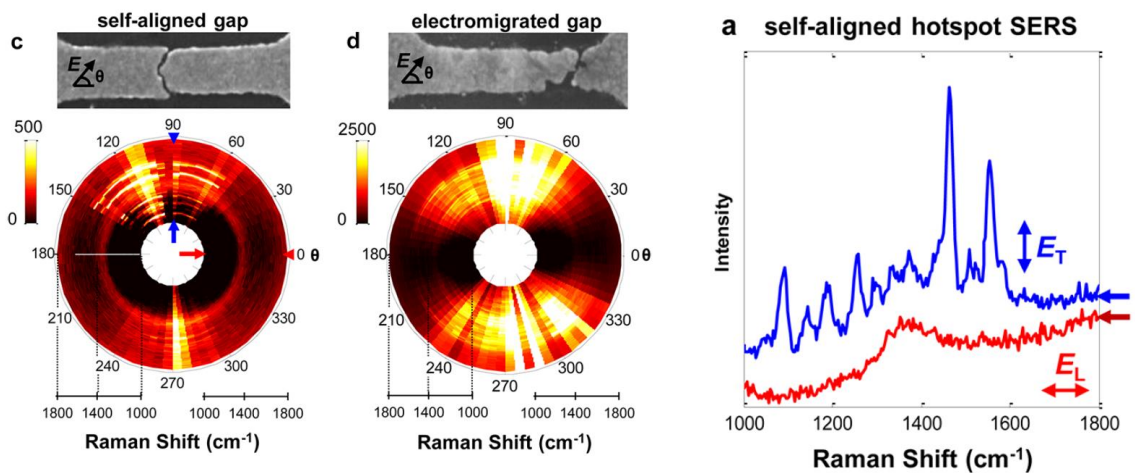 self-aligned gap
c
E
θ
500
0
90
120
60
150
30
180
0 θ
210
330
240
300
270
1800
1400
1000
1000
1400
1800
Raman Shift (cm-1)
electromigrated gap
d
E
θ
2500
0
90
120
60
150
30
180
0 θ
210
330
240
300
270
1800
1400
1000
1000
1400
1800
Raman Shift (cm-1)
a self-aligned hotspot SERS
Intensity
ET
EL
1000
1200
1400
1600
1800
Raman Shift (cm-1)